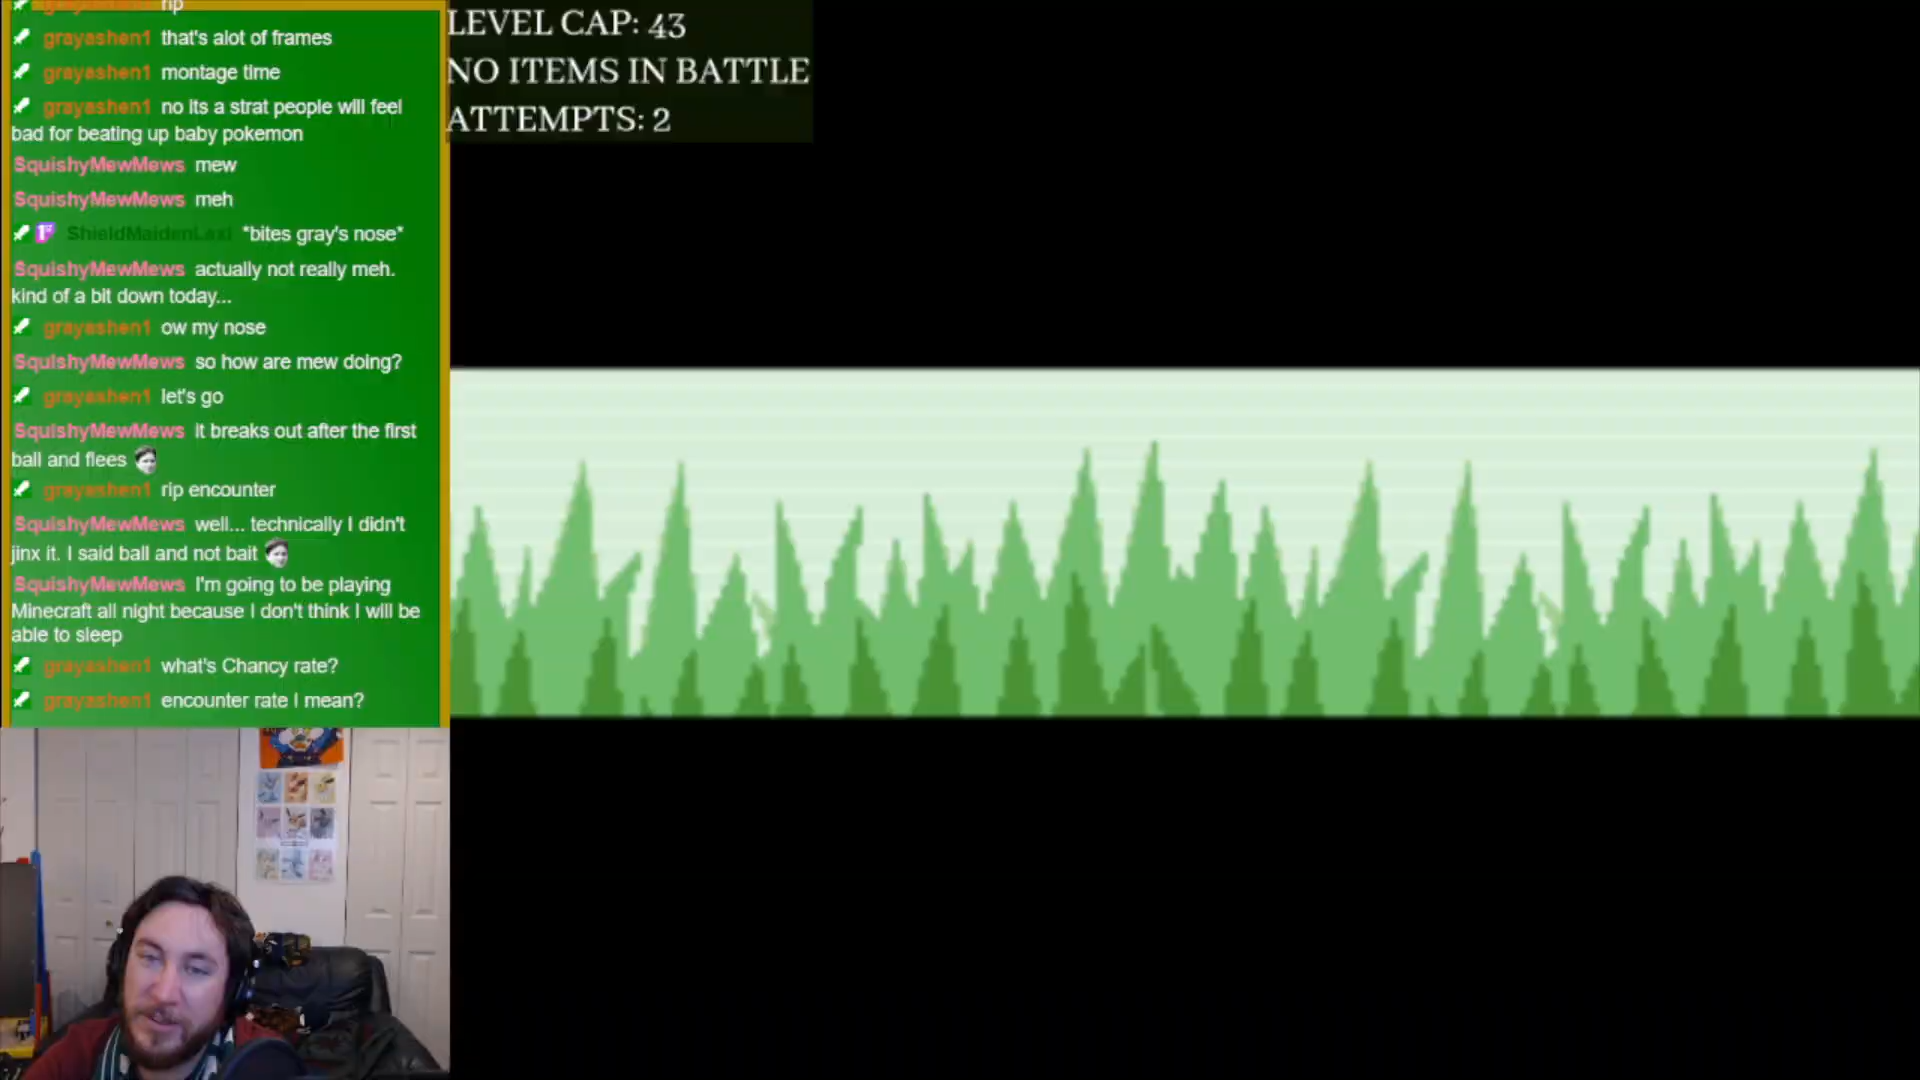 grayashen1 rip
grayashen1 that's alot of frames
grayashen1 montage time
grayashen1 no its a strat people will feel
bad for beating up baby pokemon
SquishyMewMews mew
SquishyMewMews meh
ShieldMaidenLexi *bites gray's nose*
SquishyMewMews actually not really meh.
kind of a bit down today...
grayashen1 ow my nose
SquishyMewMews so how are mew doing?
grayashen1 let's go
SquishyMewMews it breaks out after the first
ball and flees
grayashen1 rip encounter
SquishyMewMews well... technically I didn't
jinx it. I said ball and not bait
SquishyMewMews I'm going to be playing
Minecraft all night because I don't think I will be
able to sleep
grayashen1 what's Chancy rate?
grayashen1 encounter rate I mean?
LEVEL CAP: 43
NO ITEMS IN BATTLE
ATTEMPTS: 2